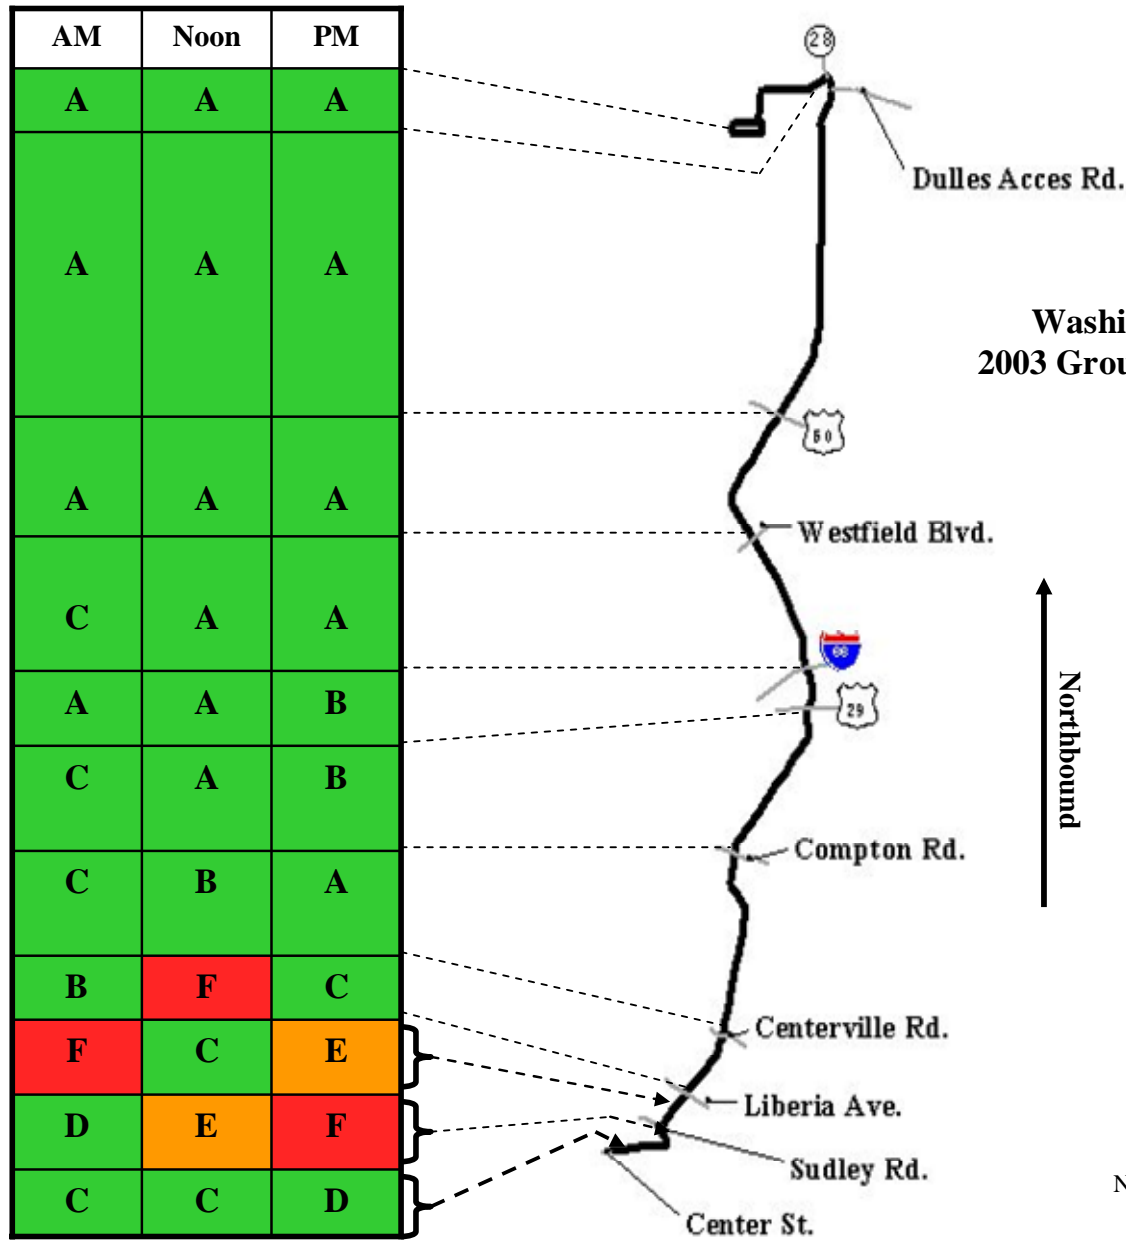 AM Noon PM
A A A
A A A
A A A
C A A
A A B
C A B
C B A
B F C
F C E
D E F
C C D
28
Dulles Acces Rd.
Washi
2003 Grou
50
Westfield Blvd.
66
29
Northbound
Compton Rd.
Centerville Rd.
Liberia Ave.
Sudley Rd.
N
Center St.